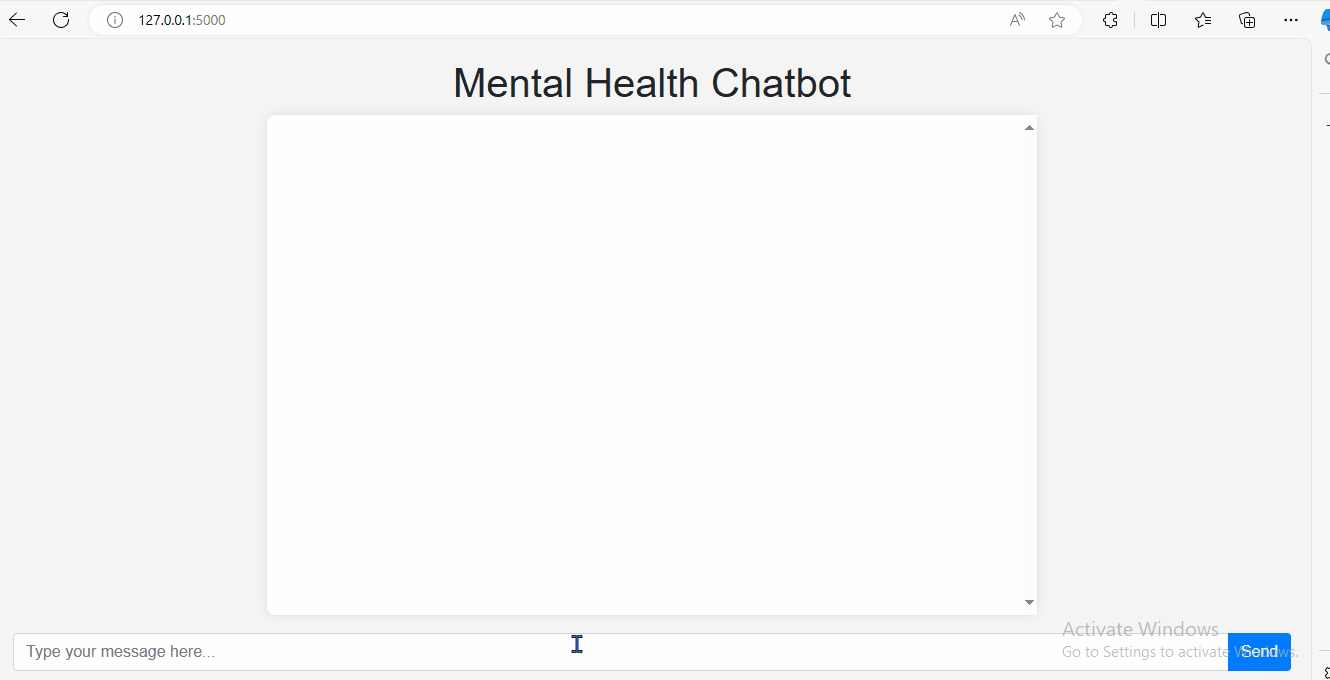 127.0.0.1:5000
Mental Health Chatbot
Activate Windows
Type your message here...
Go to Settings to activate Windows.
Send